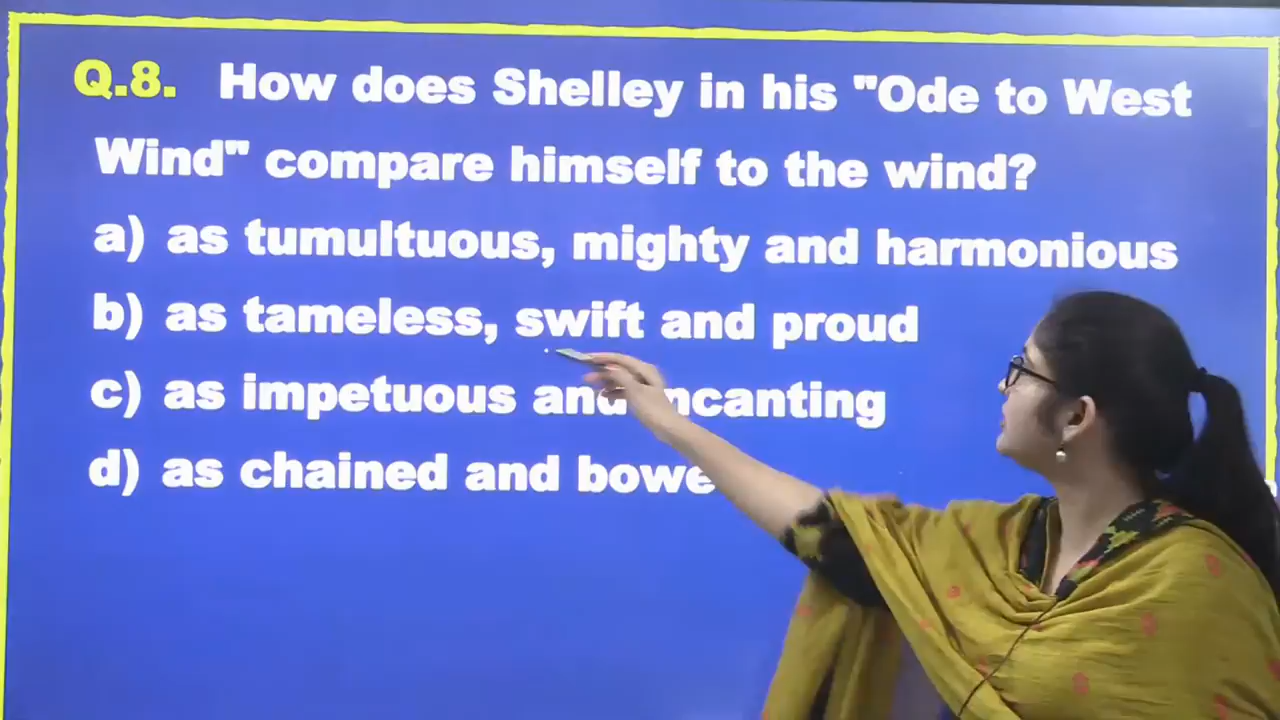 Q.8. How does Shelley in his "Ode to West
Wind" compare himself to the wind?
a) as tumultuous, mighty and harmonious
b) as tameless, swift and proud
c) as impetuous and
d) as chained and